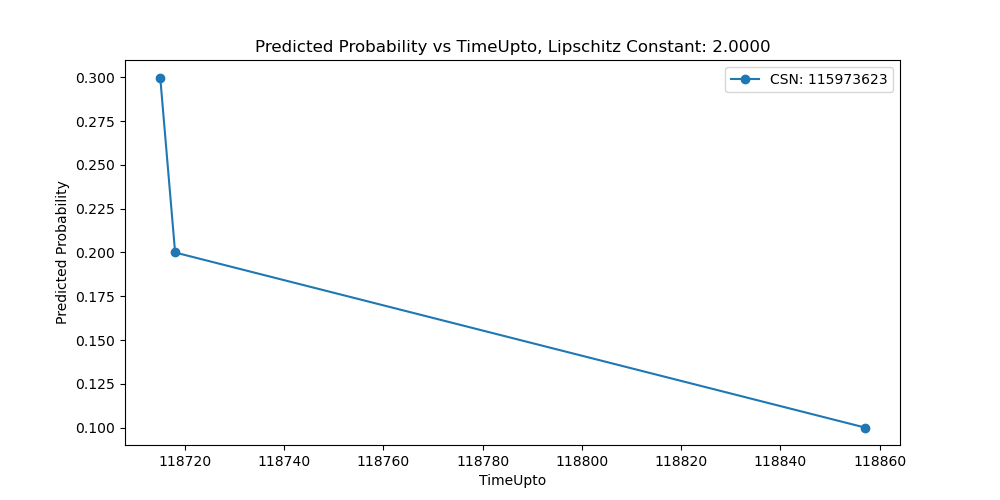 Predicted Probability vs TimeUpto, Lipschitz Constant: 2.0000
CSN: 115973623
Predicted Probability
0.300
0.275
0.250
0.225
0.200
0.175
0.150
0.125
0.100
118720 118740 118760 118780 118800 118820 118840 118860
TimeUpto